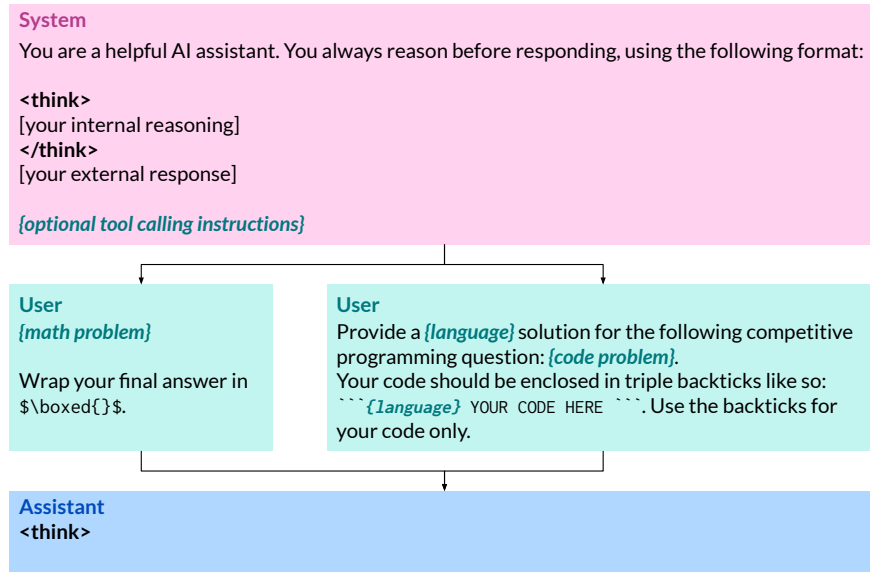 System
You are a helpful AI assistant. You always reason before responding, using the following format:
<think>
[your internal reasoning]
</think>
[your external response]
{optional tool calling instructions}
User
{math problem}
Wrap your final answer in
$\boxed{}$.
User
Provide a {language} solution for the following competitive
programming question: {code problem}.
Your code should be enclosed in triple backticks like so:
```{language} YOUR CODE HERE ```. Use the backticks for
your code only.
Assistant
<think>